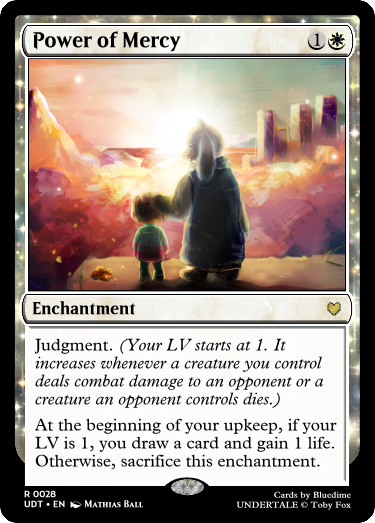 Power of Mercy 1
Enchantment
Judgment. (Your LV starts at 1. It
increases whenever a creature you control
deals combat damage to an opponent or a
creature an opponent controls dies.)
At the beginning of your upkeep, if your
LV is 1, you draw a card and gain 1 life.
Otherwise, sacrifice this enchantment.
R 0028
UDT • EN Mathias Ball
Cards by Bluedime
UNDERTALE © Toby Fox